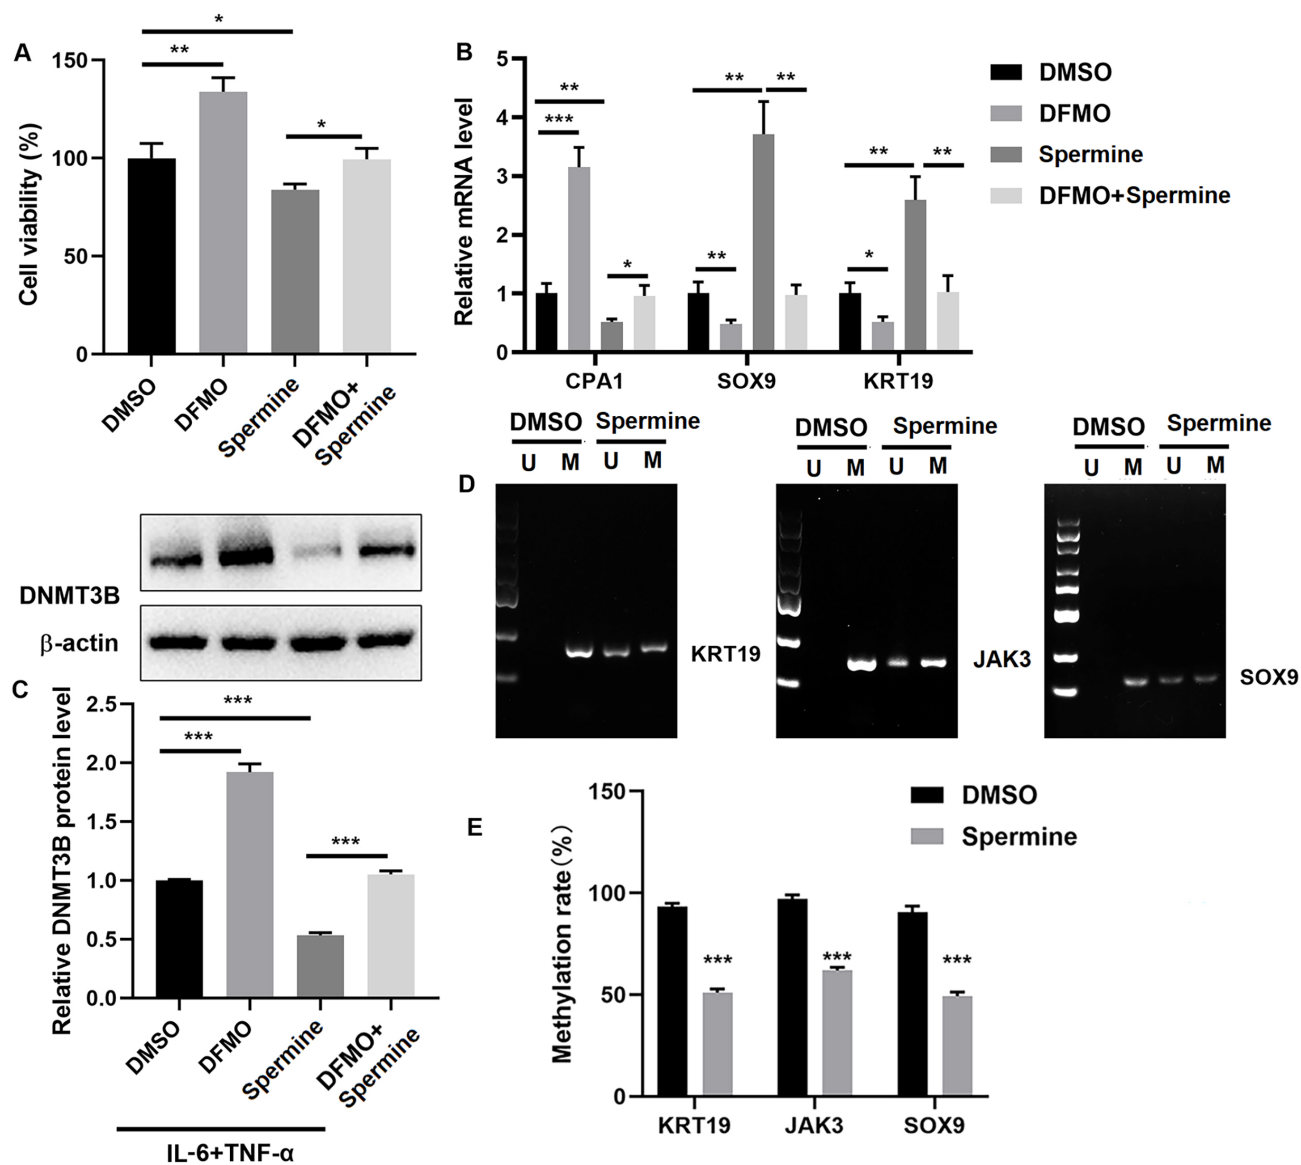 A
Cell viability (%)
150
100
50
0
*
**
*
DMSO
DFMO
Spermine
DFMO+
Spermine
B
Relative mRNA level
5
4
3
2
1
0
**
***
*
**
**
**
**
**
*
CPA1
SOX9
KRT19
DMSO
DFMO
Spermine
DFMO+Spermine
DNMT3B
β-actin
C
Relative DNMT3B protein level
2.5
2.0
1.5
1.0
0.5
0.0
***
***
***
DMSO
DFMO
Spermine
DFMO+
Spermine
IL-6+TNF-α
D
DMSO Spermine
U M U M
KRT19
DMSO Spermine
U M U M
JAK3
DMSO Spermine
U M U M
SOX9
E
Methylation rate(%)
150
100
50
0
***
***
***
KRT19
JAK3
SOX9
DMSO
Spermine